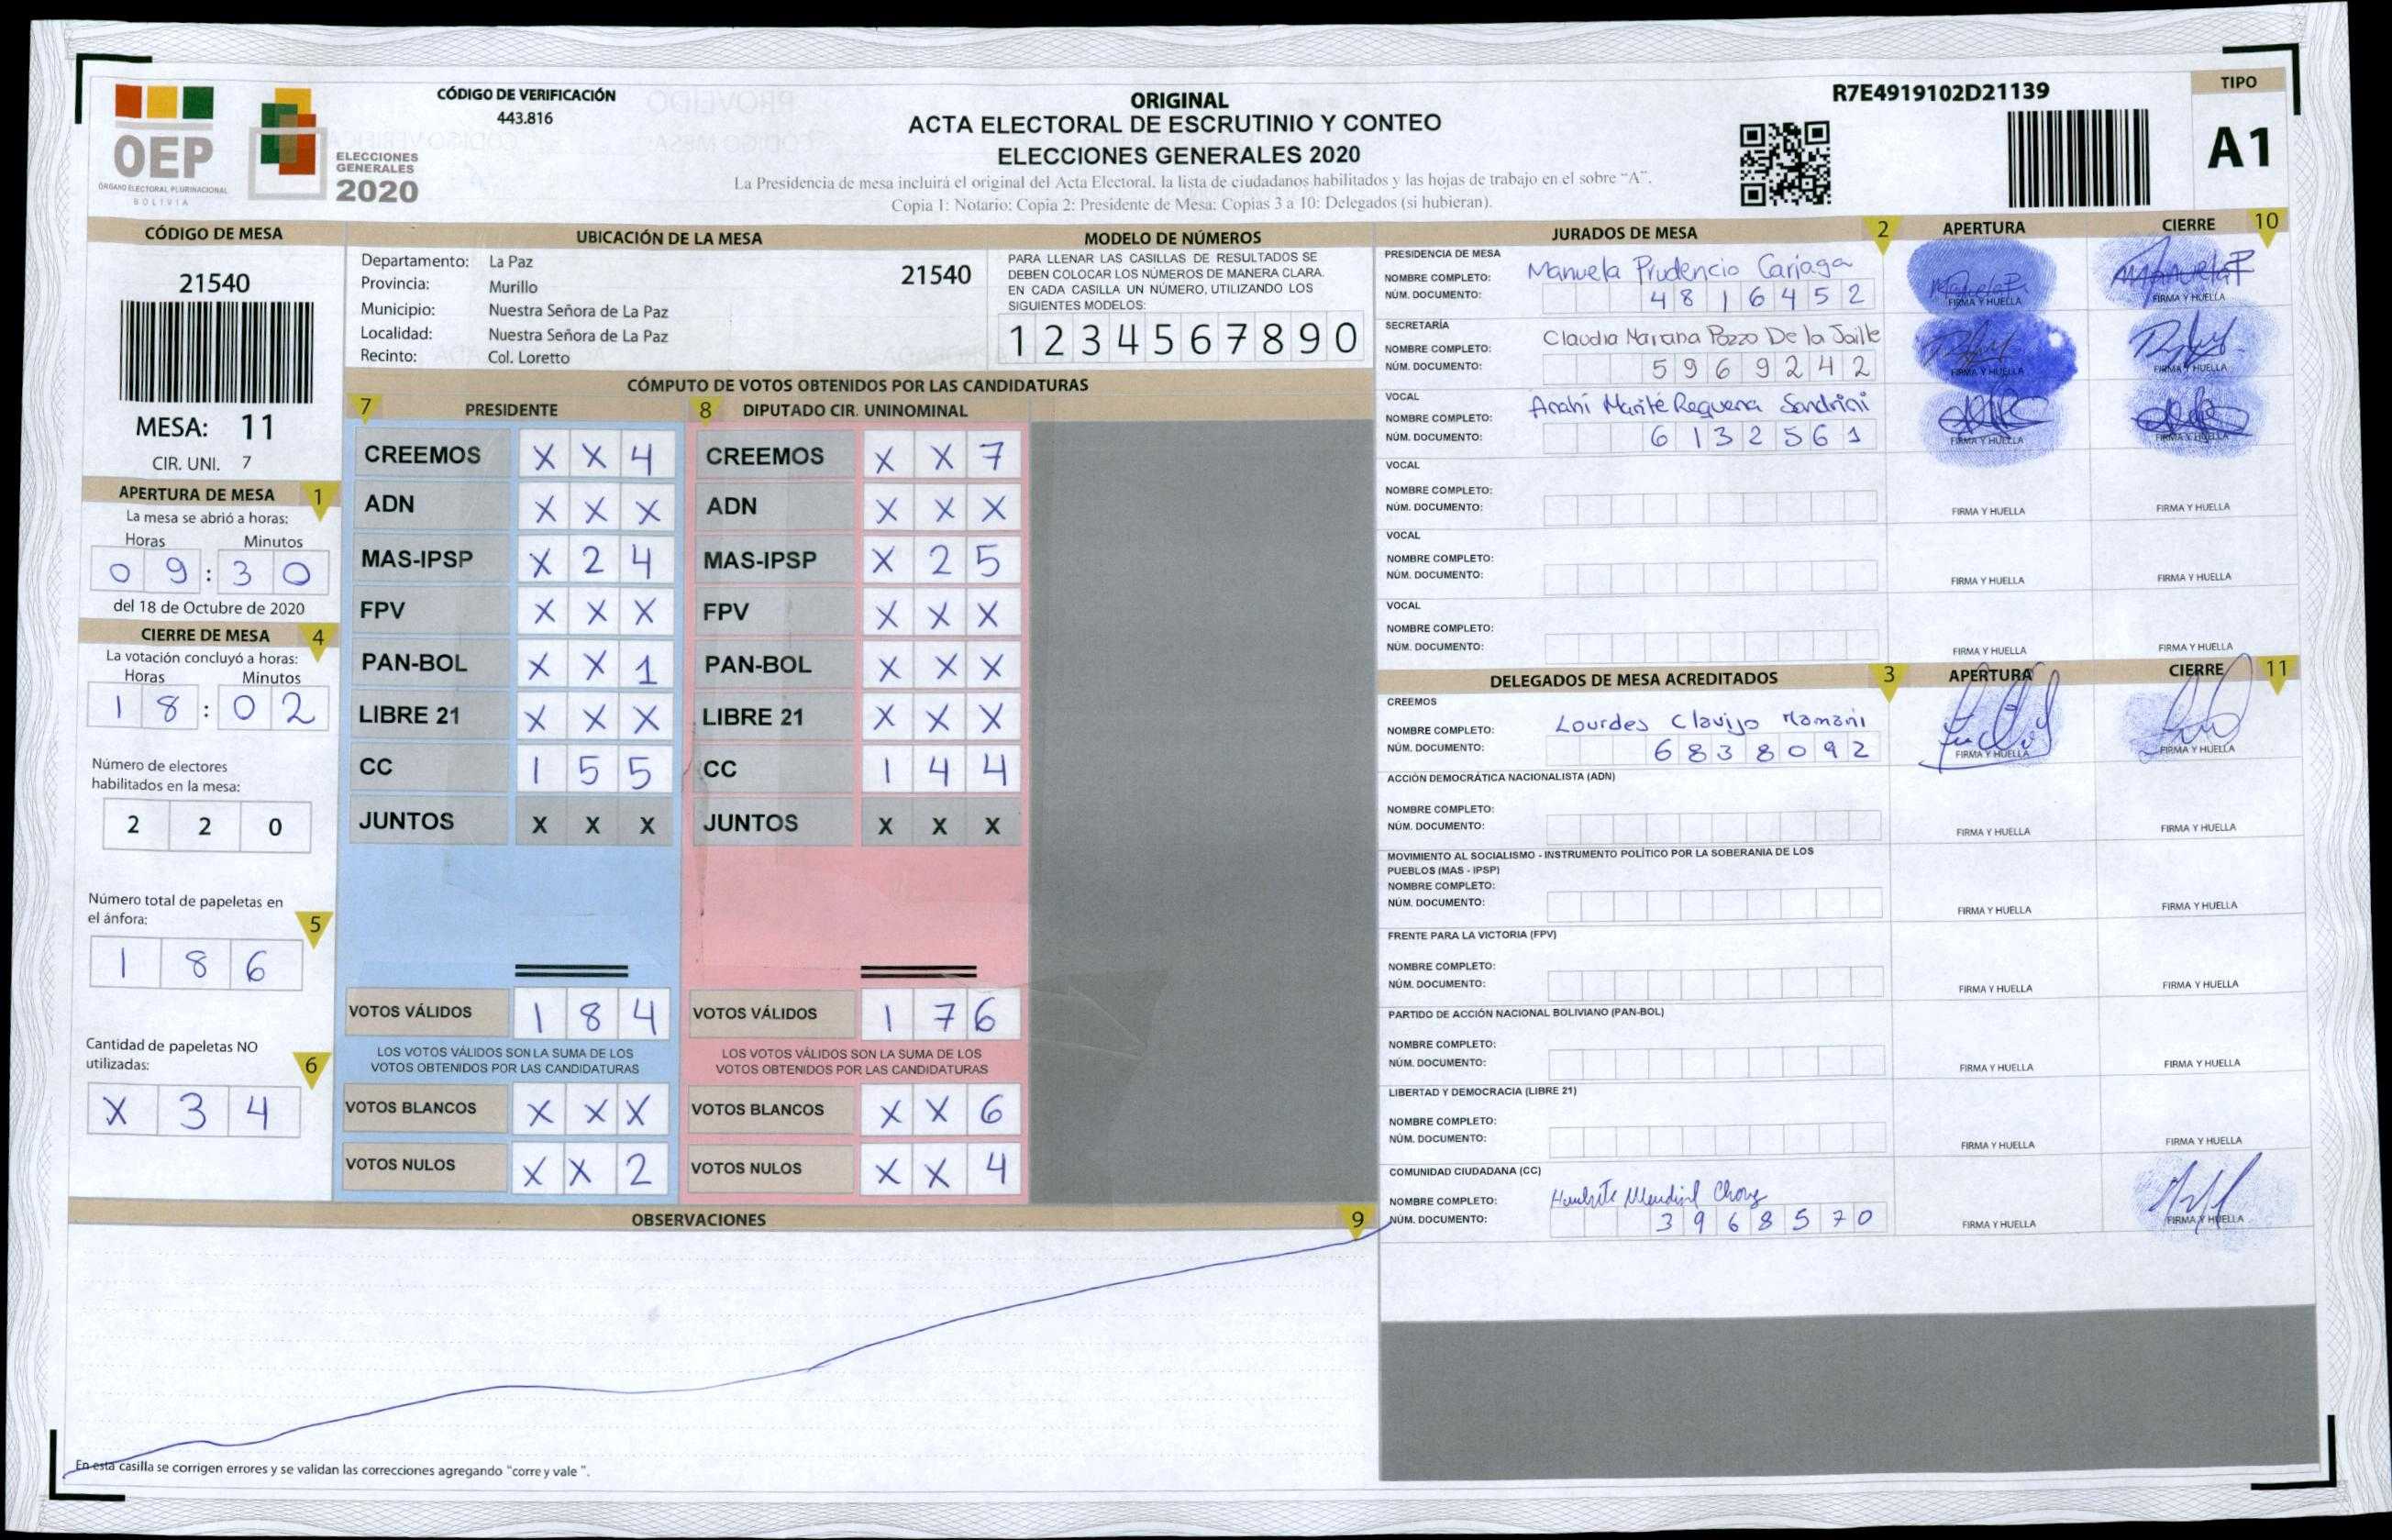 CÓDIGO DE VERIFICACIÓN
443.816
OEP
ÓRGANO ELECTORAL PLURINACIONAL
BOLIVIA
ELECCIONES
GENERALES
2020
ORIGINAL
ACTA ELECTORAL DE ESCRUTINIO Y CONTEO
ELECCIONES GENERALES 2020
La Presidencia de mesa incluirá el original del Acta Electoral, la lista de ciudadanos habilitados y las hojas de trabajo en el sobre "A".
Copia 1: Notario: Copia 2: Presidente de Mesa: Copias 3 a 10: Delegados (si hubieran).
R7E4919102D21139
TIPO
A1
CÓDIGO DE MESA
21540
MESA: 11
CIR. UNI. 7
APERTURA DE MESA 1
La mesa se abrió a horas:
Horas Minutos
09:30
del 18 de Octubre de 2020
CIERRE DE MESA 4
La votación concluyó a horas:
Horas Minutos
18:02
Número de electores
habilitados en la mesa:
2 2 0
Número total de papeletas en
el ánfora: 5
1 8 6
Cantidad de papeletas NO
utilizadas: 6
X 3 4
UBICACIÓN DE LA MESA
Departamento: La Paz 21540
Provincia: Murillo
Municipio: Nuestra Señora de La Paz
Localidad: Nuestra Señora de La Paz
Recinto: Col. Loretto
MODELO DE NÚMEROS
PARA LLENAR LAS CASILLAS DE RESULTADOS SE
DEBEN COLOCAR LOS NÚMEROS DE MANERA CLARA.
EN CADA CASILLA UN NÚMERO, UTILIZANDO LOS
SIGUIENTES MODELOS:
1 2 3 4 5 6 7 8 9 0
CÓMPUTO DE VOTOS OBTENIDOS POR LAS CANDIDATURAS
7 PRESIDENTE 8 DIPUTADO CIR. UNINOMINAL
CREEMOS X X 4 CREEMOS X X 7
ADN X X X ADN X X X
MAS-IPSP X 2 4 MAS-IPSP X 2 5
FPV X X X FPV X X X
PAN-BOL X X 1 PAN-BOL X X X
LIBRE 21 X X X LIBRE 21 X X X
CC 1 5 5 CC 1 4 4
JUNTOS X X X JUNTOS X X X
VOTOS VÁLIDOS 1 8 4 VOTOS VÁLIDOS 1 7 6
LOS VOTOS VÁLIDOS SON LA SUMA DE LOS LOS VOTOS VÁLIDOS SON LA SUMA DE LOS
VOTOS OBTENIDOS POR LAS CANDIDATURAS VOTOS OBTENIDOS POR LAS CANDIDATURAS
VOTOS BLANCOS X X X VOTOS BLANCOS X X 6
VOTOS NULOS X X 2 VOTOS NULOS X X 4
OBSERVACIONES 9
En esta casilla se corrigen errores y se validan las correcciones agregando "corre y vale ".
JURADOS DE MESA 2 APERTURA CIERRE 10
PRESIDENCIA DE MESA
NOMBRE COMPLETO: Manuela Prudencio Cariaga
NÚM. DOCUMENTO: 4816452
FIRMA Y HUELLA FIRMA Y HUELLA
SECRETARÍA
NOMBRE COMPLETO: Claudia Mariana Pozo De la
NÚM. DOCUMENTO: 5969242
FIRMA Y HUELLA FIRMA Y HUELLA
VOCAL
NOMBRE COMPLETO: Anahí Marité Requena Sandrini
NÚM. DOCUMENTO: 6132561
FIRMA Y HUELLA FIRMA Y HUELLA
VOCAL
NOMBRE COMPLETO:
NÚM. DOCUMENTO:
FIRMA Y HUELLA FIRMA Y HUELLA
VOCAL
NOMBRE COMPLETO:
NÚM. DOCUMENTO:
FIRMA Y HUELLA FIRMA Y HUELLA
VOCAL
NOMBRE COMPLETO:
NÚM. DOCUMENTO:
FIRMA Y HUELLA FIRMA Y HUELLA
DELEGADOS DE MESA ACREDITADOS 3 APERTURA CIERRE 11
CREEMOS
NOMBRE COMPLETO: Lourdes Clavijo Mamani
NÚM. DOCUMENTO: 6838092
FIRMA Y HUELLA FIRMA Y HUELLA
ACCIÓN DEMOCRÁTICA NACIONALISTA (ADN)
NOMBRE COMPLETO:
NÚM. DOCUMENTO:
FIRMA Y HUELLA FIRMA Y HUELLA
MOVIMIENTO AL SOCIALISMO - INSTRUMENTO POLÍTICO POR LA SOBERANIA DE LOS
PUEBLOS (MAS - IPSP)
NOMBRE COMPLETO:
NÚM. DOCUMENTO:
FIRMA Y HUELLA FIRMA Y HUELLA
FRENTE PARA LA VICTORIA (FPV)
NOMBRE COMPLETO:
NÚM. DOCUMENTO:
FIRMA Y HUELLA FIRMA Y HUELLA
PARTIDO DE ACCIÓN NACIONAL BOLIVIANO (PAN-BOL)
NOMBRE COMPLETO:
NÚM. DOCUMENTO:
FIRMA Y HUELLA FIRMA Y HUELLA
LIBERTAD Y DEMOCRACIA (LIBRE 21)
NOMBRE COMPLETO:
NÚM. DOCUMENTO:
FIRMA Y HUELLA FIRMA Y HUELLA
COMUNIDAD CIUDADANA (CC)
NOMBRE COMPLETO:
NÚM. DOCUMENTO: 3968570
FIRMA Y HUELLA FIRMA Y HUELLA